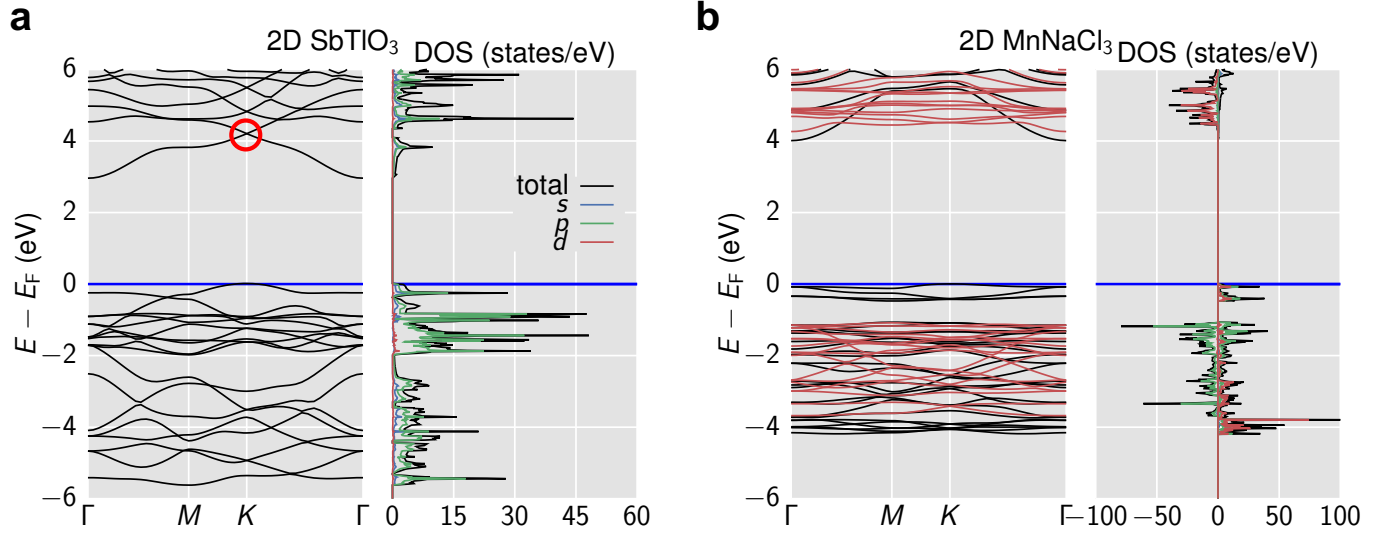 a
2D SbTlO3
DOS (states/eV)
E − EF (eV)
6
4
2
0
−2
−4
−6
Γ M K Γ
total
s
p
d
0 15 30 45 60
b
2D MnNaCl3
DOS (states/eV)
E − EF (eV)
6
4
2
0
−2
−4
−6
Γ M K Γ
−100 −50 0 50 100